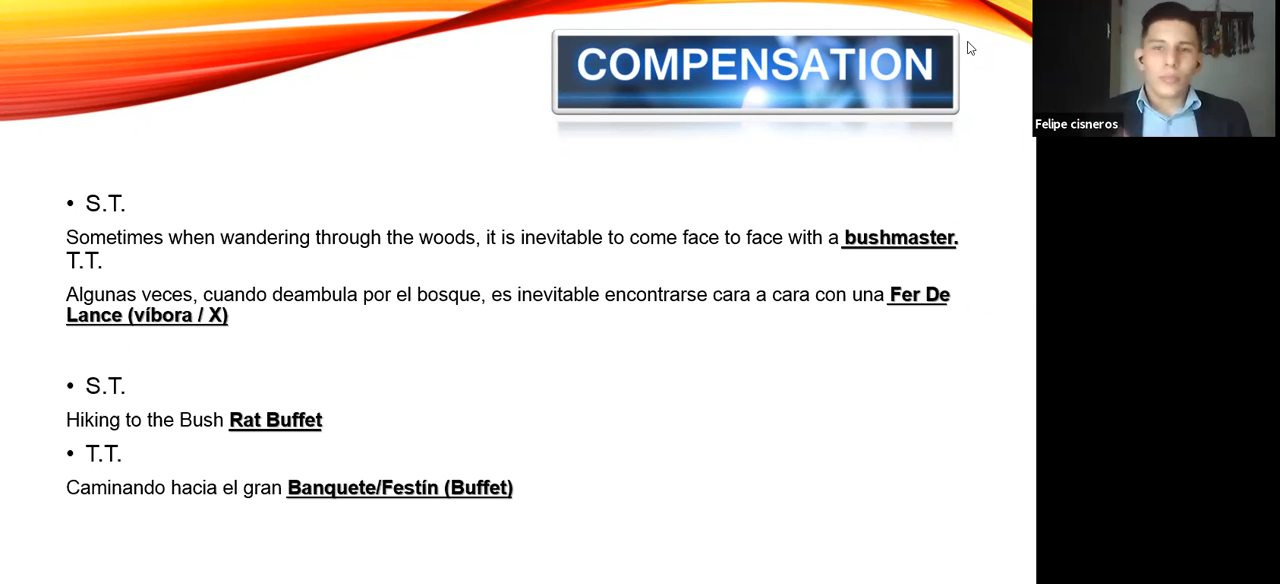 COMPENSATION
Felipe cisneros
• S.T.
Sometimes when wandering through the woods, it is inevitable to come face to face with a bushmaster.
T.T.
Algunas veces, cuando deambula por el bosque, es inevitable encontrarse cara a cara con una Fer De
Lance (víbora / X)
• S.T.
Hiking to the Bush Rat Buffet
• T.T.
Caminando hacia el gran Banquete/Festín (Buffet)